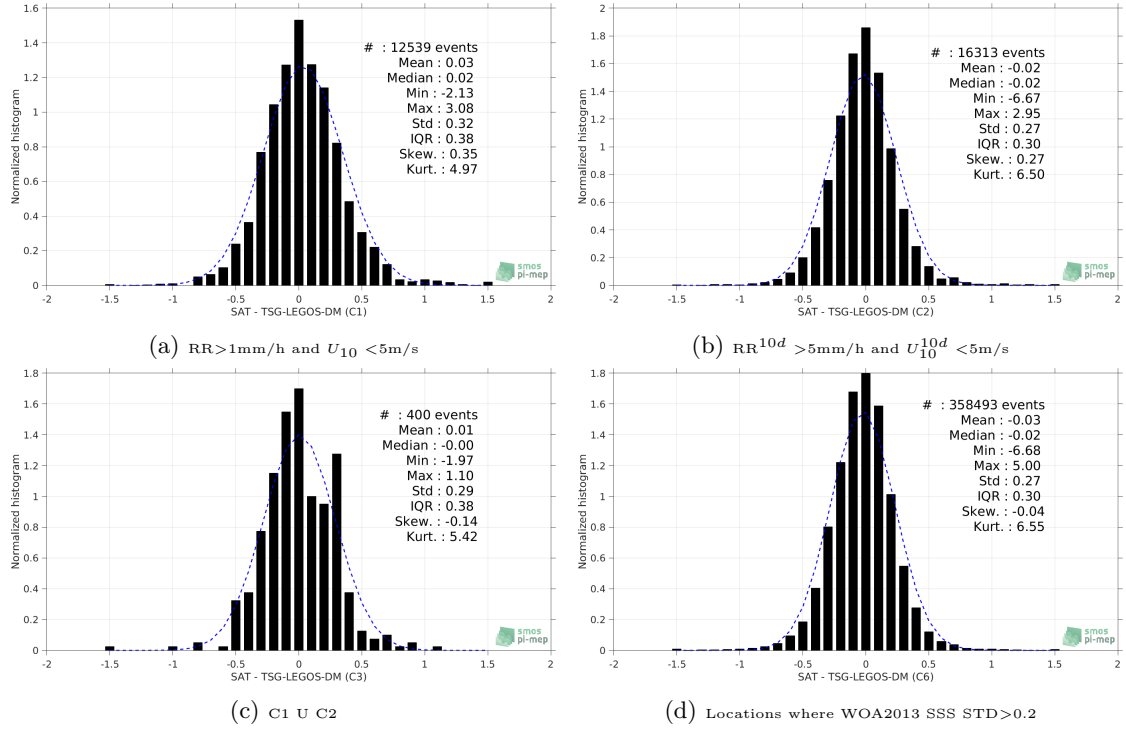 1.6
1.4
1.2
1
0.8
0.6
0.4
0.2
0
-2
-1.5
-1
-0.5
0
0.5
1
1.5
2
Normalized histogram
SAT - TSG-LEGOS-DM (C1)
# : 12539 events
Mean : 0.03
Median : 0.02
Min : -2.13
Max : 3.08
Std : 0.32
IQR : 0.38
Skew. : 0.35
Kurt. : 4.97
smos
pi-mep
(a) RR>1mm/h and U10 <5m/s
2
1.8
1.6
1.4
1.2
1
0.8
0.6
0.4
0.2
0
-2
-1.5
-1
-0.5
0
0.5
1
1.5
2
Normalized histogram
SAT - TSG-LEGOS-DM (C2)
# : 16313 events
Mean : -0.02
Median : -0.02
Min : -6.67
Max : 2.95
Std : 0.27
IQR : 0.30
Skew. : 0.27
Kurt. : 6.50
smos
pi-mep
(b) RR^10d >5mm/h and U10^10d <5m/s
1.8
1.6
1.4
1.2
1
0.8
0.6
0.4
0.2
0
-2
-1.5
-1
-0.5
0
0.5
1
1.5
2
Normalized histogram
SAT - TSG-LEGOS-DM (C3)
# : 400 events
Mean : 0.01
Median : -0.00
Min : -1.97
Max : 1.10
Std : 0.29
IQR : 0.38
Skew. : -0.14
Kurt. : 5.42
smos
pi-mep
(c) C1 U C2
1.8
1.6
1.4
1.2
1
0.8
0.6
0.4
0.2
0
-2
-1.5
-1
-0.5
0
0.5
1
1.5
2
Normalized histogram
SAT - TSG-LEGOS-DM (C6)
# : 358493 events
Mean : -0.03
Median : -0.02
Min : -6.68
Max : 5.00
Std : 0.27
IQR : 0.30
Skew. : -0.04
Kurt. : 6.55
smos
pi-mep
(d) Locations where WOA2013 SSS STD>0.2